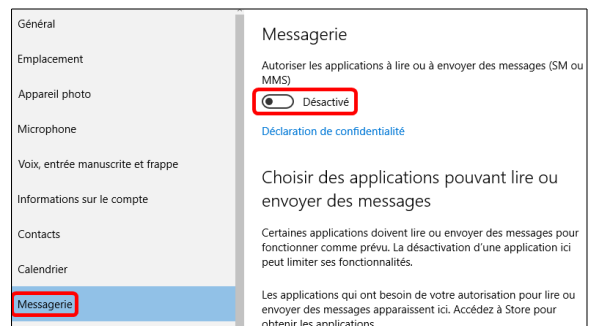 Général
Emplacement
Appareil photo
Microphone
Voix, entrée manuscrite et frappe
Informations sur le compte
Contacts
Calendrier
Messagerie
Messagerie
Autoriser les applications à lire ou à envoyer des messages (SM ou
MMS)
Désactivé
Déclaration de confidentialité
Choisir des applications pouvant lire ou
envoyer des messages
Certaines applications doivent lire ou envoyer des messages pour
fonctionner comme prévu. La désactivation d'une application ici
peut limiter ses fonctionnalités.
Les applications qui ont besoin de votre autorisation pour lire ou
envoyer des messages apparaissent ici. Accédez à Store pour
obtenir les applications.